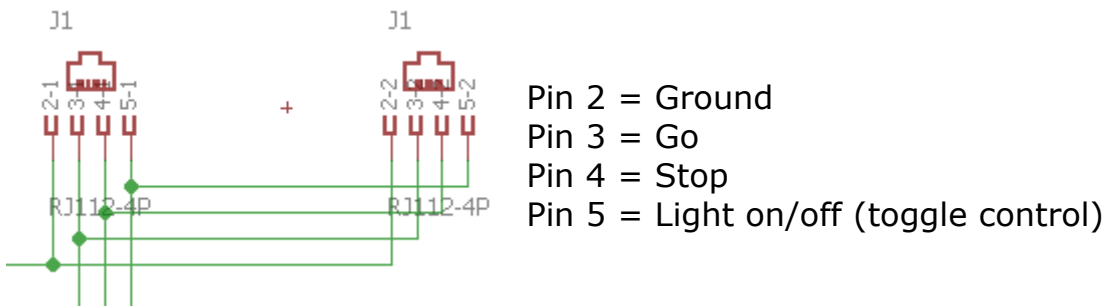 J1
J1
2-1
3-1
4-1
5-1
2-2
3-2
4-2
5-2
RJ112-4P
RJ112-4P
Pin 2 = Ground
Pin 3 = Go
Pin 4 = Stop
Pin 5 = Light on/off (toggle control)